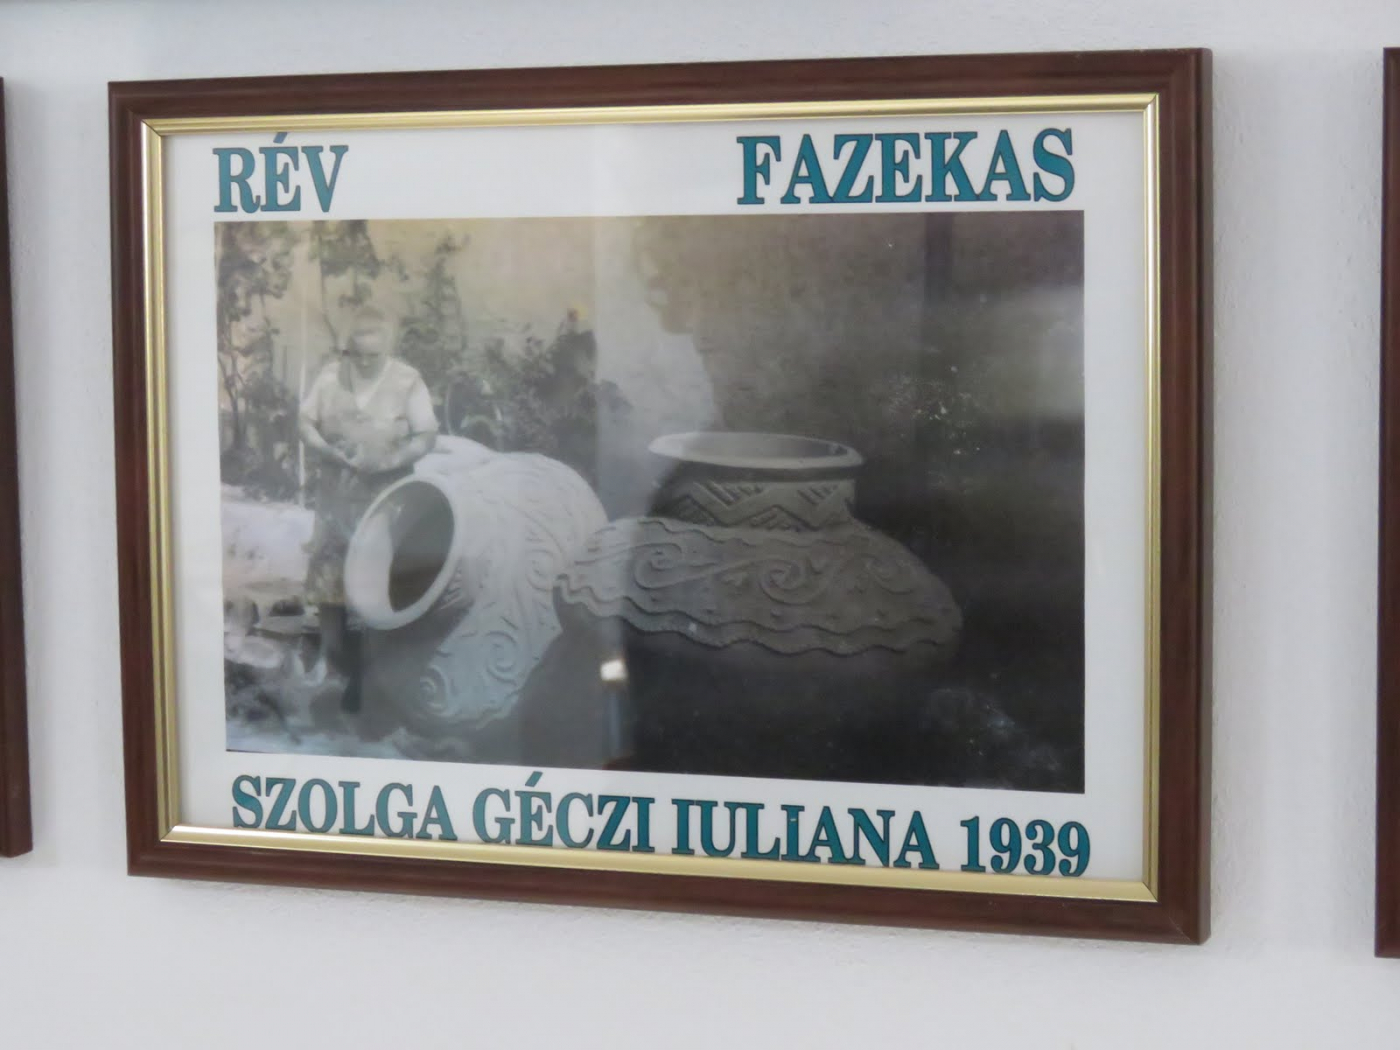 RÉV FAZEKAS
SZOLGA GÉCZI IULIANA 1939